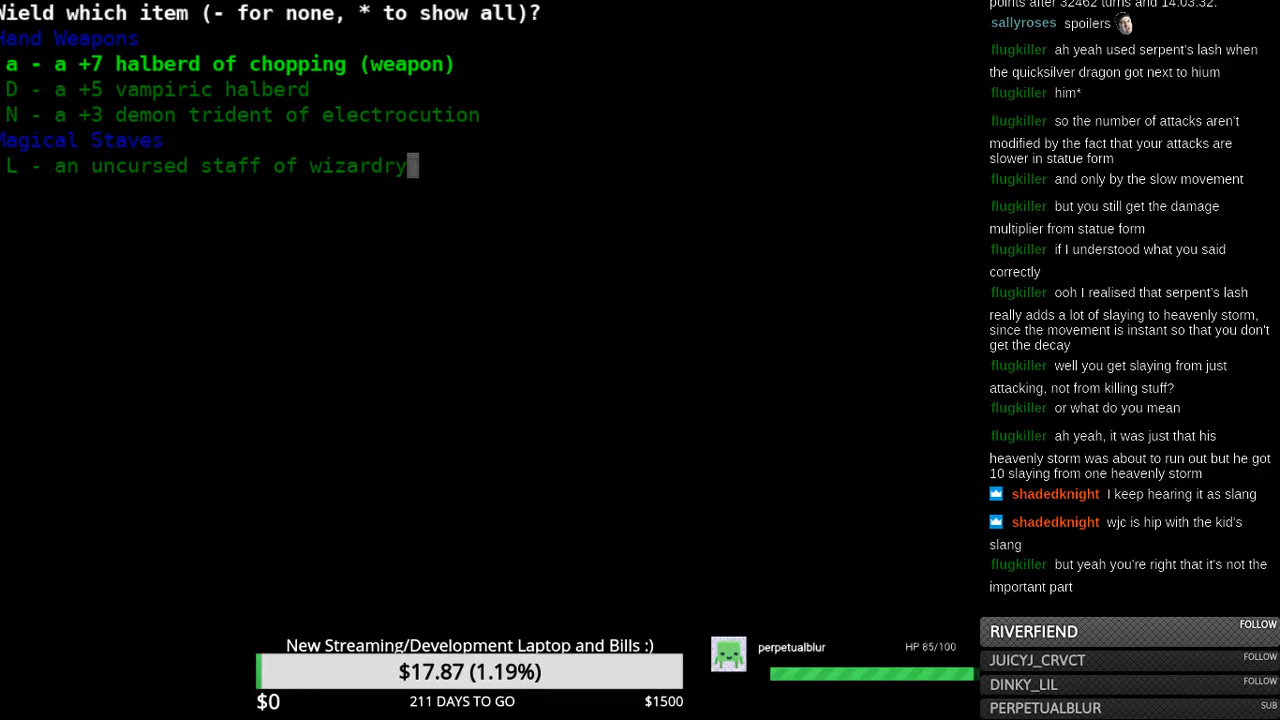 Wield which item (- for none, * to show all)?
Hand Weapons
a - a +7 halberd of chopping (weapon)
D - a +5 vampiric halberd
N - a +3 demon trident of electrocution
Magical Staves
L - an uncursed staff of wizardry
points after 32462 turns and 14:03:32.
sallyroses spoilers
flugkiller ah yeah used serpent's lash when
the quicksilver dragon got next to hium
flugkiller him*
flugkiller so the number of attacks aren't
modified by the fact that your attacks are
slower in statue form
flugkiller and only by the slow movement
flugkiller but you still get the damage
multiplier from statue form
flugkiller if I understood what you said
correctly
flugkiller ooh I realised that serpent's lash
really adds a lot of slaying to heavenly storm,
since the movement is instant so that you don't
get the decay
flugkiller well you get slaying from just
attacking, not from killing stuff?
flugkiller or what do you mean
flugkiller ah yeah, it was just that his
heavenly storm was about to run out but he got
10 slaying from one heavenly storm
shadedknight I keep hearing it as slang
shadedknight wjc is hip with the kid's
slang
flugkiller but yeah you're right that it's not the
important part
New Streaming/Development Laptop and Bills :)
$17.87 (1.19%)
$0 211 DAYS TO GO $1500
perpetualblur HP 85/100
RIVERFIEND FOLLOW
JUICYJ_CRVCT FOLLOW
DINKY_LIL FOLLOW
PERPETUALBLUR SUB